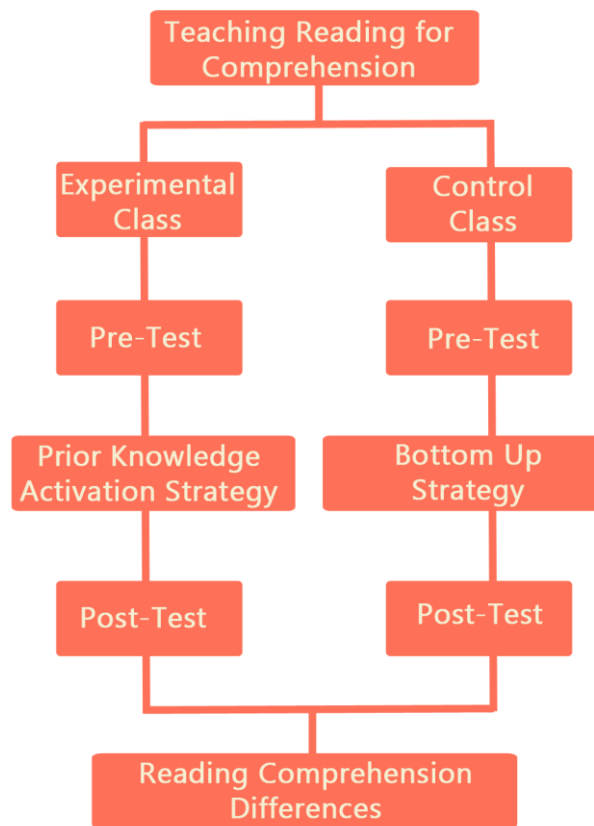 Teaching Reading for
Comprehension
Experimental
Class
Control
Class
Pre-Test
Pre-Test
Prior Knowledge
Activation Strategy
Bottom Up
Strategy
Post-Test
Post-Test
Reading Comprehension
Differences